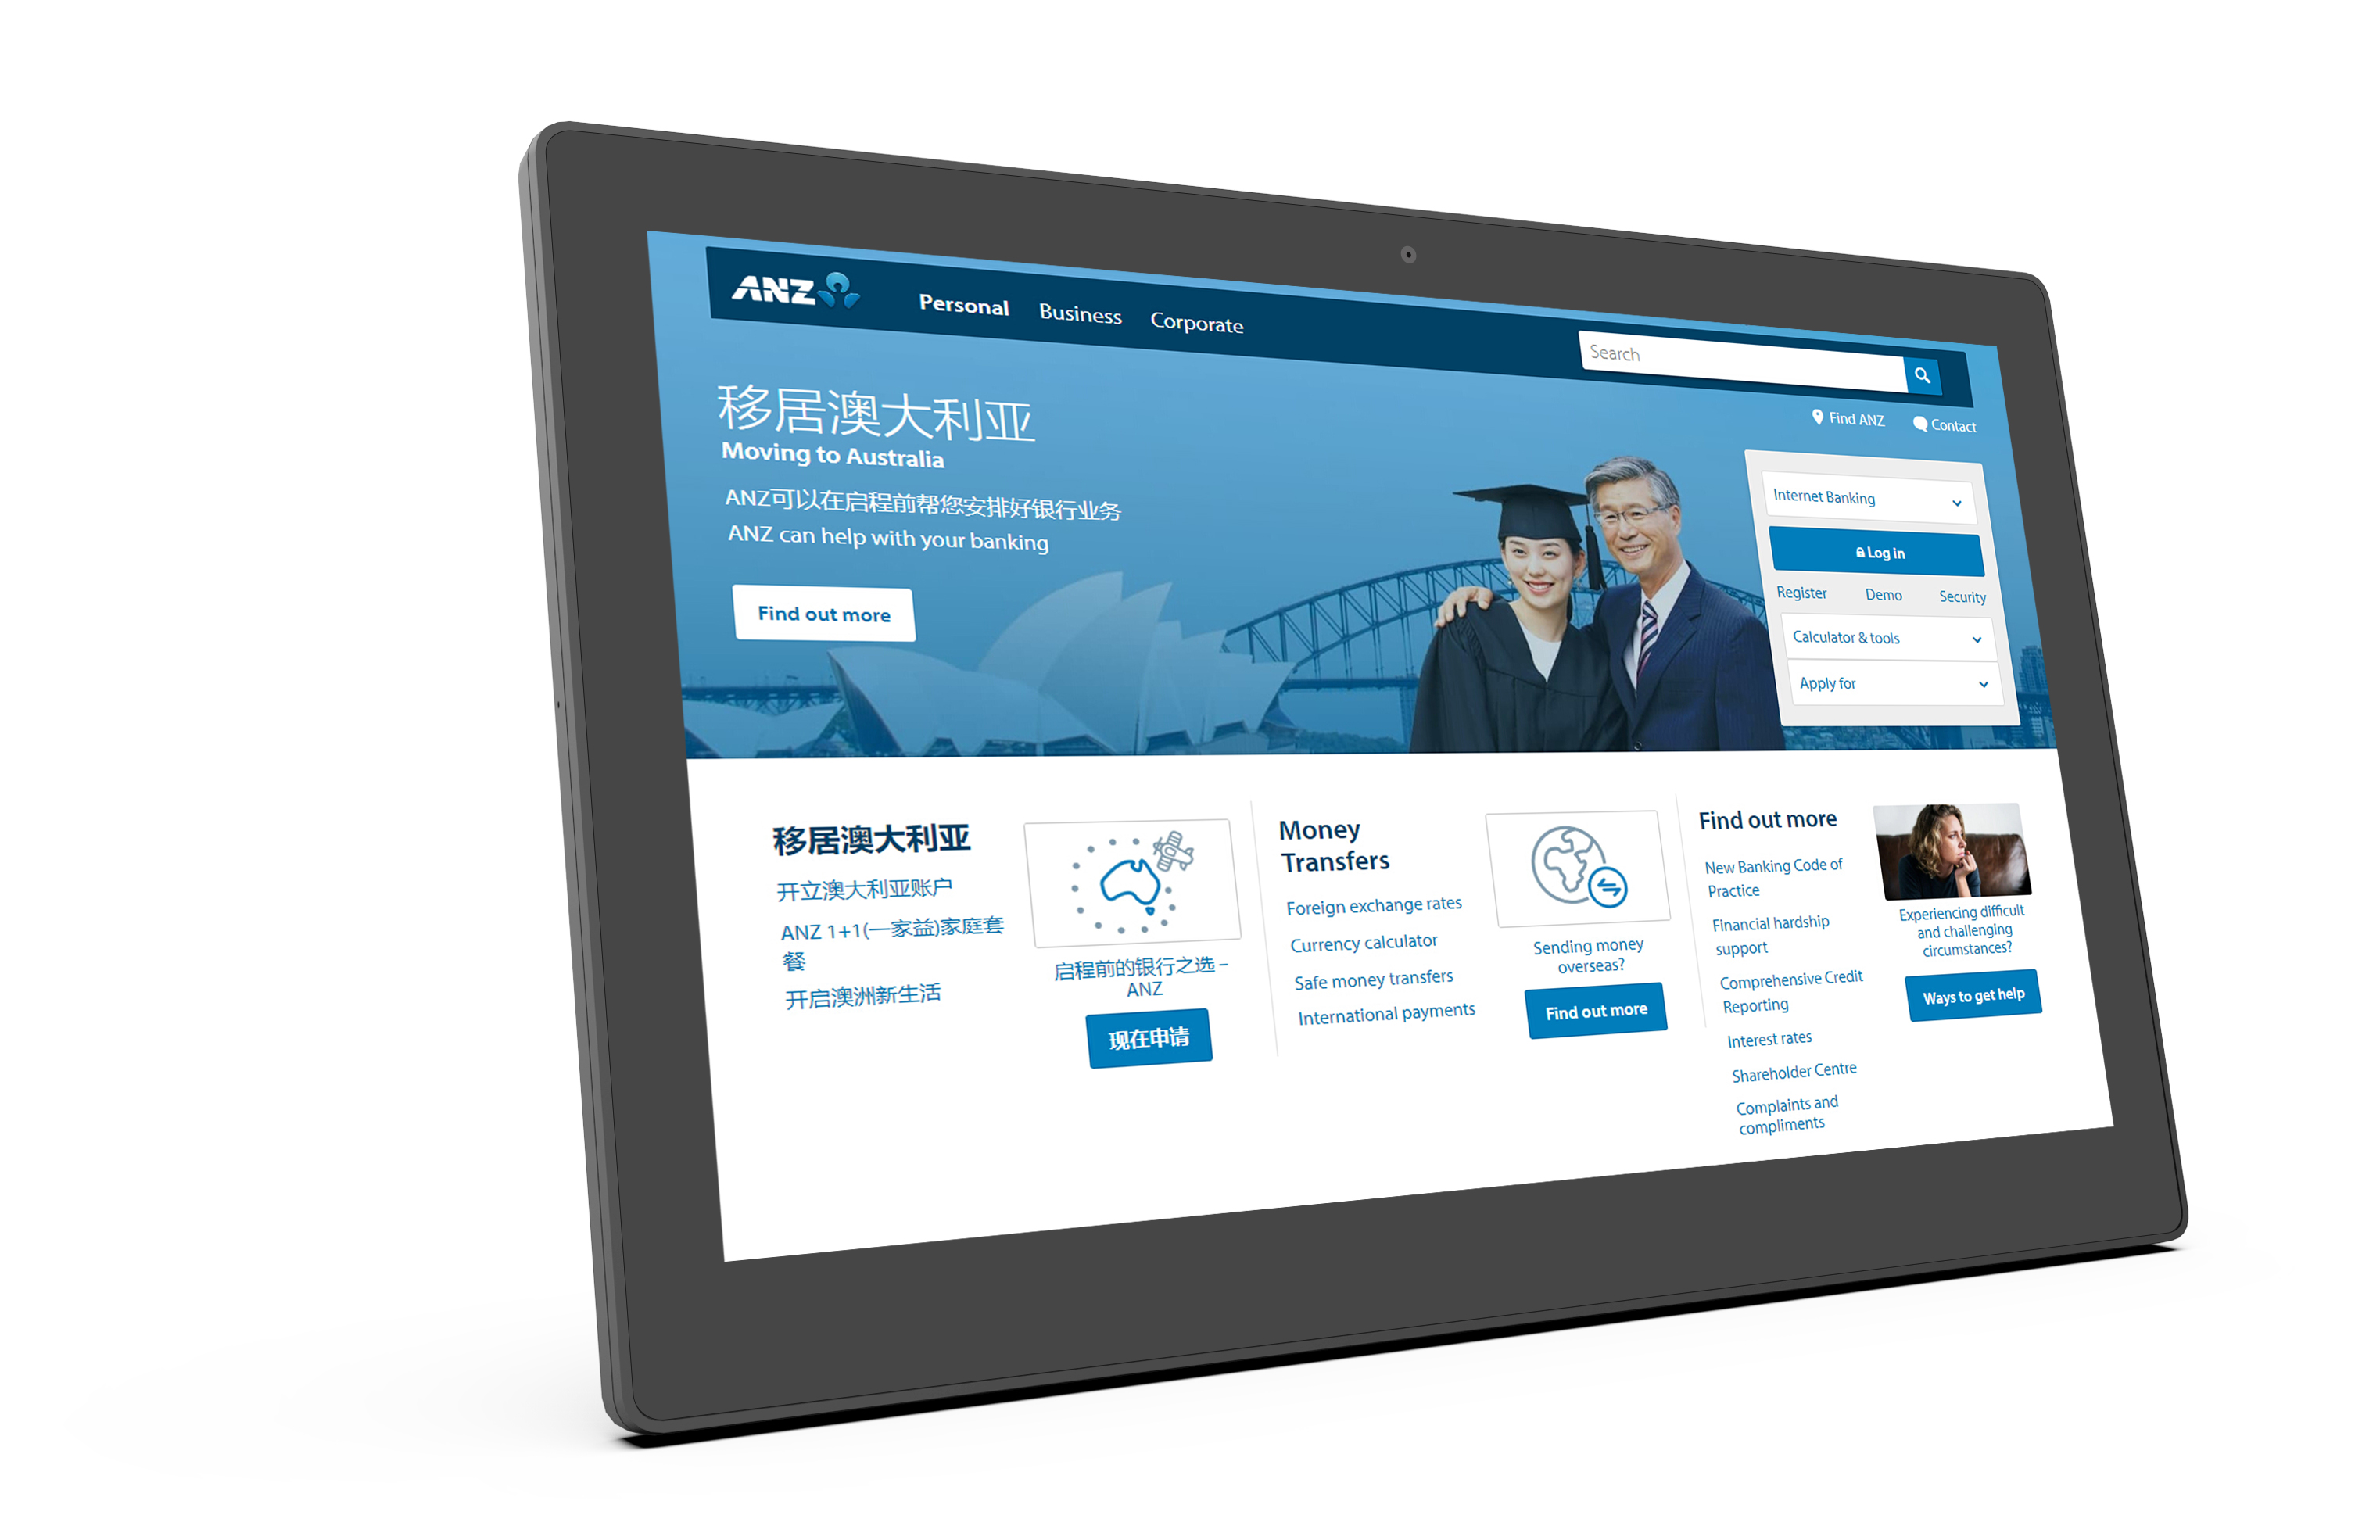 ANZ
Personal
Business
Corporate
Search
Find ANZ
Contact
移居澳大利亚
Moving to Australia
ANZ可以在启程前帮您安排好银行业务
ANZ can help with your banking
Find out more
Internet Banking
Log in
Register
Demo
Security
Calculator & tools
Apply for
移居澳大利亚
开立澳大利亚账户
ANZ 1+1(一家益)家庭套
餐
开启澳洲新生活
启程前的银行之选 –
ANZ
现在申请
Money
Transfers
Foreign exchange rates
Currency calculator
Safe money transfers
International payments
Sending money
overseas?
Find out more
Find out more
New Banking Code of
Practice
Financial hardship
support
Comprehensive Credit
Reporting
Interest rates
Shareholder Centre
Complaints and
compliments
Experiencing difficult
and challenging
circumstances?
Ways to get help